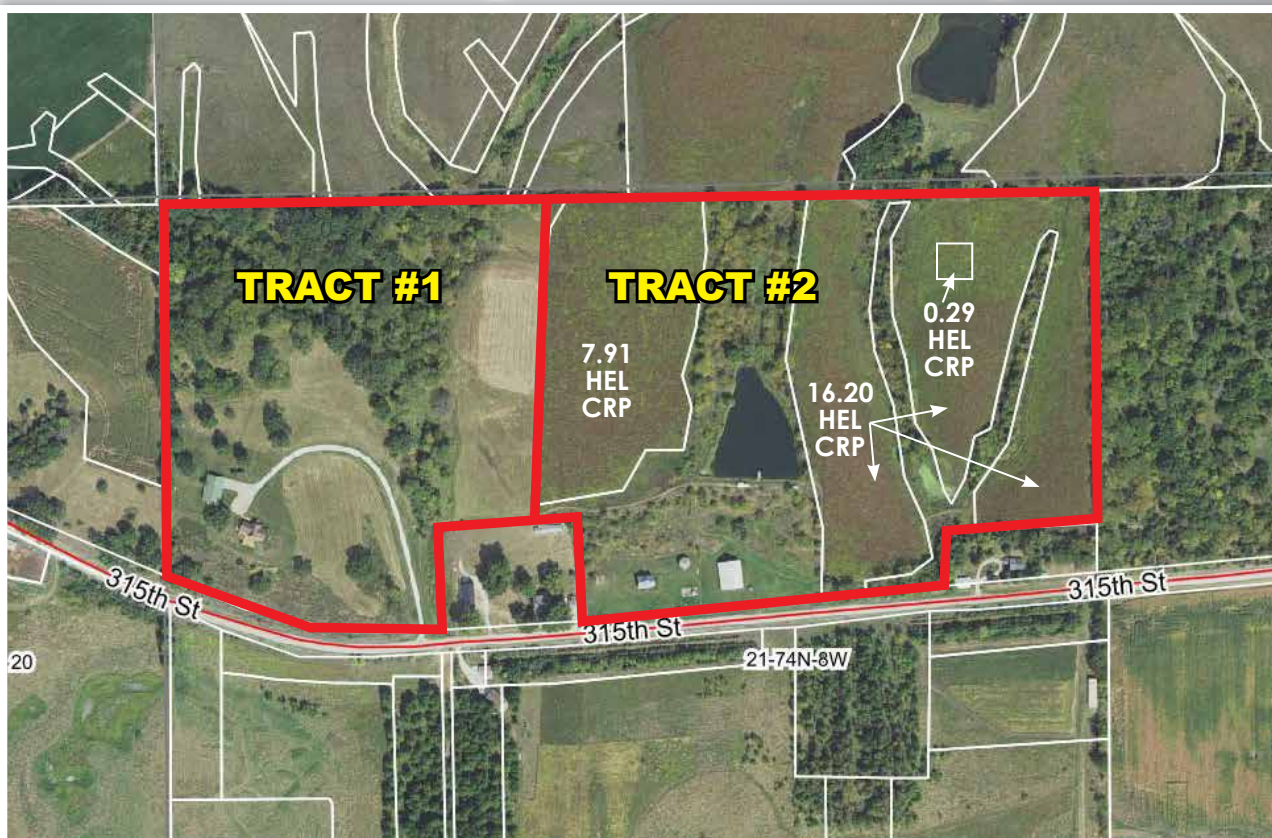 TRACT #1
TRACT #2
0.29
HEL
CRP
7.91
HEL
CRP
16.20
HEL
CRP
315th St
315th St
315th St
-20
21-74N-8W